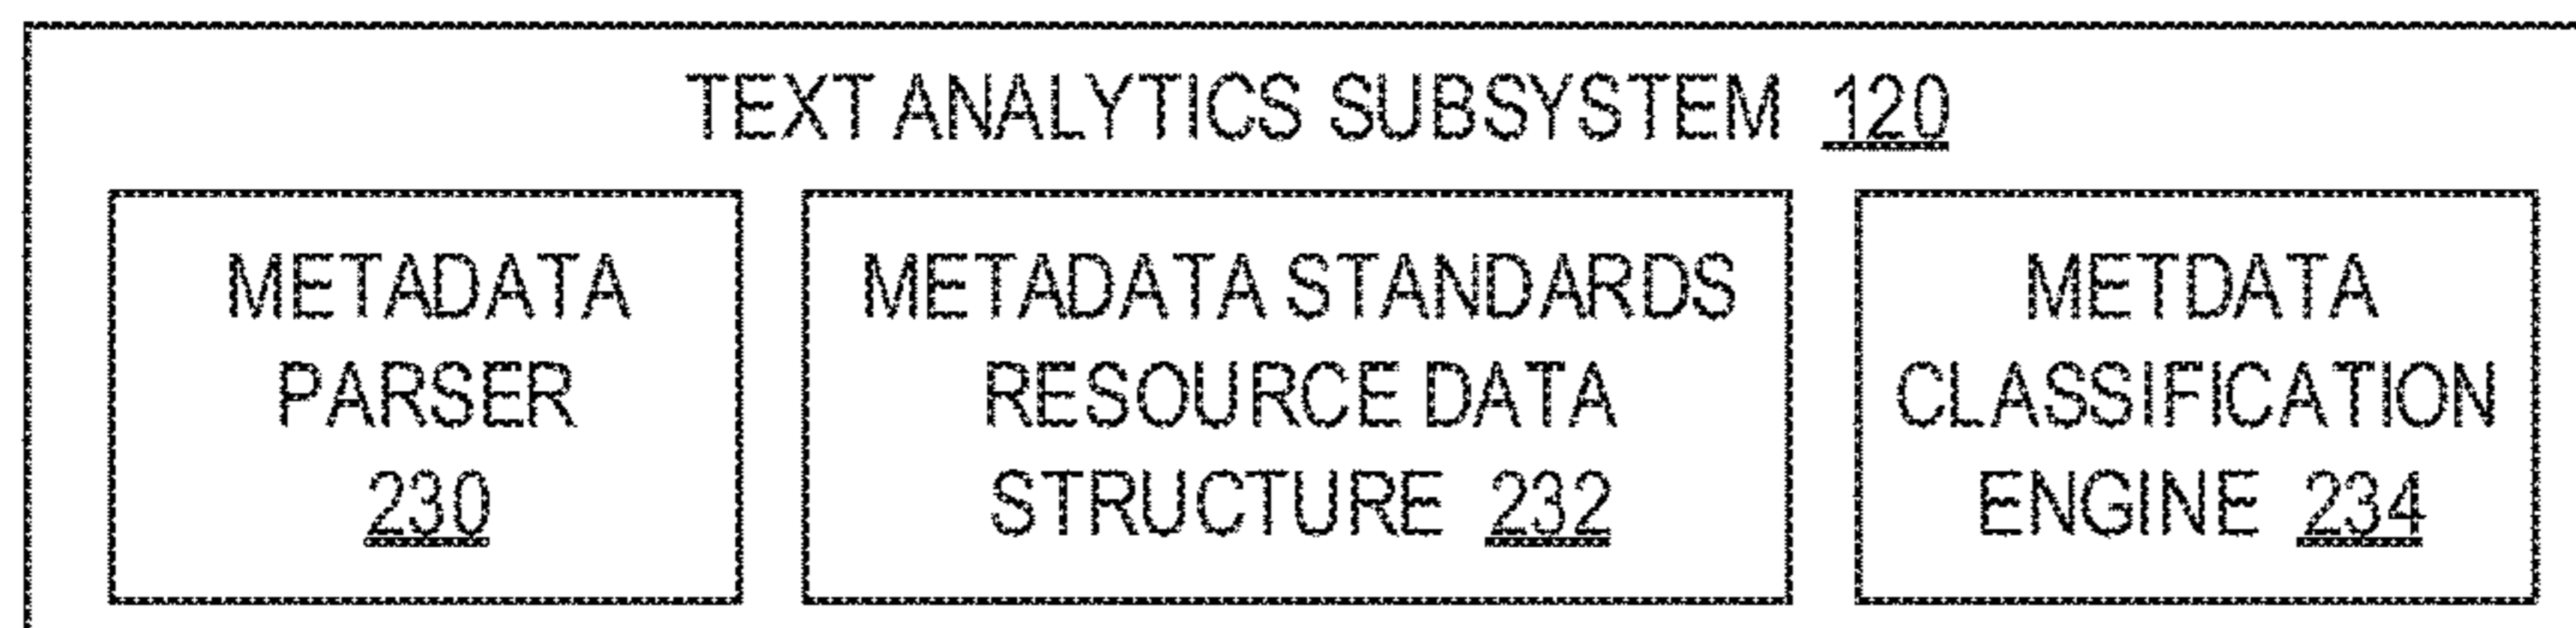 TEXT ANALYTICS SUBSYSTEM 120
METADATA
PARSER
230
METADATA STANDARDS
RESOURCE DATA
STRUCTURE 232
METDATA
CLASSIFICATION
ENGINE 234